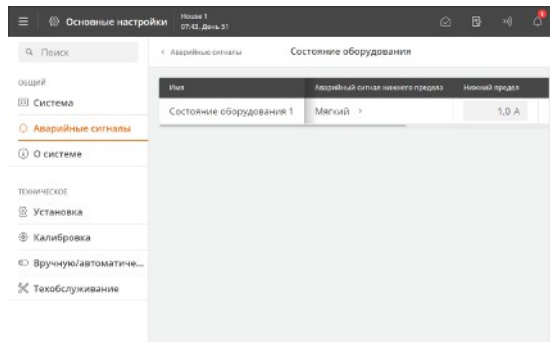 Основные настройки
House 1
07:43, День 51
Поиск
Аварийные сигналы
Состояние оборудования
общий
Система
Аварийные сигналы
О системе
ТЕХНИЧЕСКОЕ
Установка
Калибровка
Вручную/автоматиче...
Техобслуживание
Имя
Аварийный сигнал нижнего предела
Нижний предел
Состояние оборудования 1
Мягкий
1,0 A